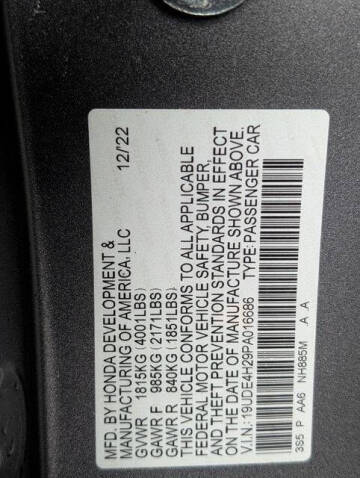 MFD. BY HONDA DEVELOPMENT &
MANUFACTURING OF AMERICA, LLC 12/'22
GVWR 1815KG (4001LBS)
GAWR F 985KG (2171LBS)
GAWR R 840KG (1851LBS)
THIS VEHICLE CONFORMS TO ALL APPLICABLE
FEDERAL MOTOR VEHICLE SAFETY, BUMPER,
AND THEFT PREVENTION STANDARDS IN EFFECT
ON THE DATE OF MANUFACTURE SHOWN ABOVE.
V.I.N.: 19UDE4H29PA016686 TYPE: PASSENGER CAR
3S5 P AA6 NH885M A A